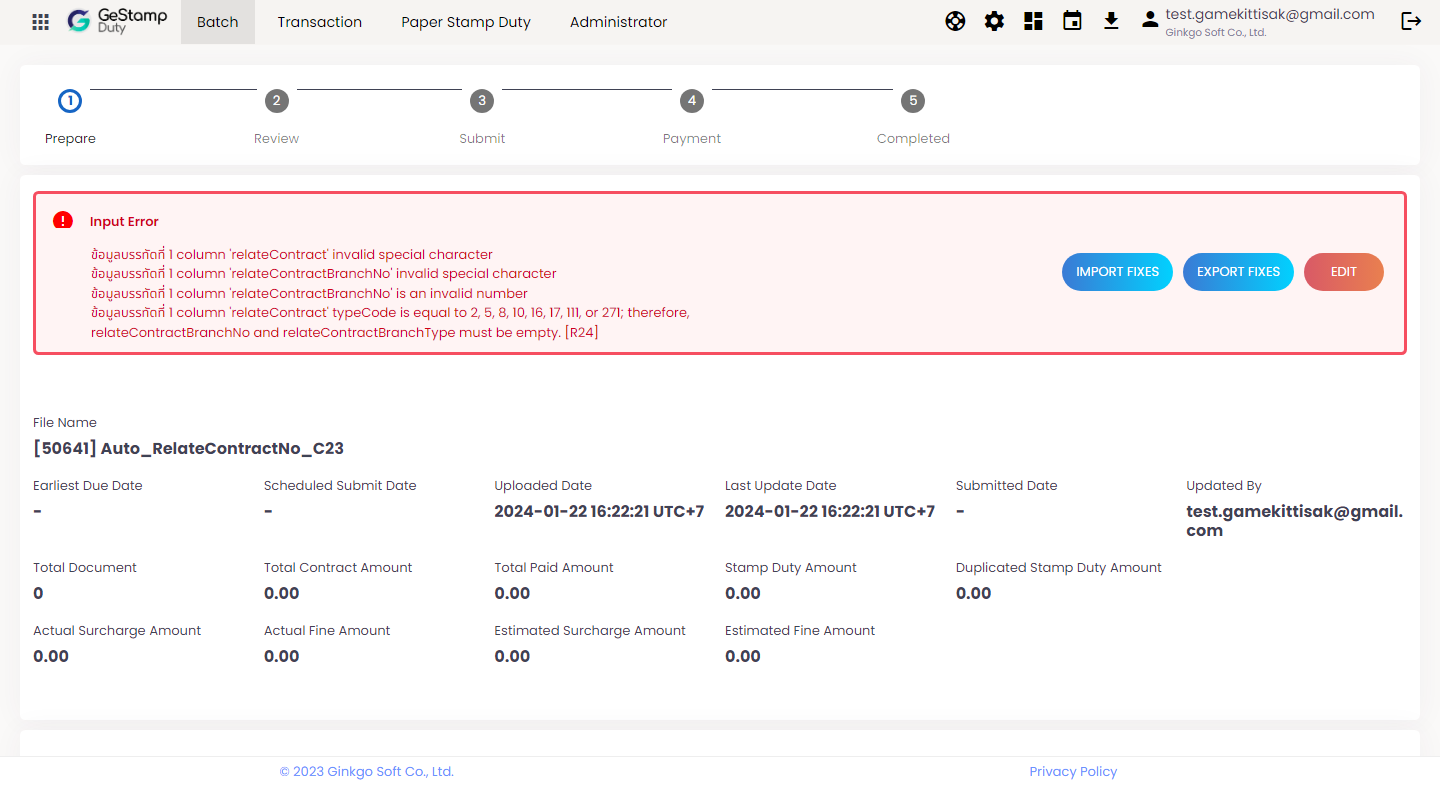 GeStamp
Duty
Batch
Transaction
Paper Stamp Duty
Administrator
test.gamekittisak@gmail.com
Ginkgo Soft Co., Ltd.
1
2
3
4
5
Prepare
Review
Submit
Payment
Completed
Input Error
ข้อมูลบรรทัดที่ 1 column 'relateContract' invalid special character
ข้อมูลบรรทัดที่ 1 column 'relateContractBranchNo' invalid special character
ข้อมูลบรรทัดที่ 1 column 'relateContractBranchNo' is an invalid number
ข้อมูลบรรทัดที่ 1 column 'relateContract' typeCode is equal to 2, 5, 8, 10, 16, 17, 111, or 271; therefore,
relateContractBranchNo and relateContractBranchType must be empty. [R24]
IMPORT FIXES
EXPORT FIXES
EDIT
File Name
[50641] Auto_RelateContractNo_C23
Earliest Due Date
Scheduled Submit Date
Uploaded Date
Last Update Date
Submitted Date
Updated By
-
-
2024-01-22 16:22:21 UTC+7
2024-01-22 16:22:21 UTC+7
-
test.gamekittisak@gmail.
com
Total Document
Total Contract Amount
Total Paid Amount
Stamp Duty Amount
Duplicated Stamp Duty Amount
0
0.00
0.00
0.00
0.00
Actual Surcharge Amount
Actual Fine Amount
Estimated Surcharge Amount
Estimated Fine Amount
0.00
0.00
0.00
0.00
© 2023 Ginkgo Soft Co., Ltd.
Privacy Policy